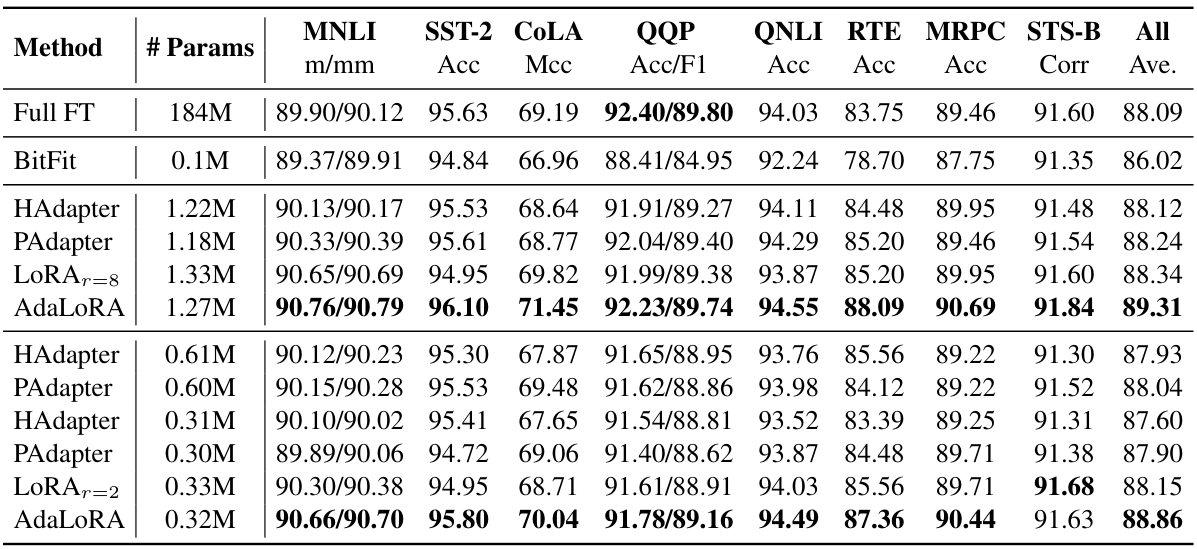 Method # Params MNLI SST-2 CoLA QQP QNLI RTE MRPC STS-B All
m/mm Acc Mcc Acc/F1 Acc Acc Acc Corr Ave.
Full FT 184M 89.90/90.12 95.63 69.19 92.40/89.80 94.03 83.75 89.46 91.60 88.09
BitFit 0.1M 89.37/89.91 94.84 66.96 88.41/84.95 92.24 78.70 87.75 91.35 86.02
HAdapter 1.22M 90.13/90.17 95.53 68.64 91.91/89.27 94.11 84.48 89.95 91.48 88.12
PAdapter 1.18M 90.33/90.39 95.61 68.77 92.04/89.40 94.29 85.20 89.46 91.54 88.24
LoRA r=8 1.33M 90.65/90.69 94.95 69.82 91.99/89.38 93.87 85.20 89.95 91.60 88.34
AdaLoRA 1.27M 90.76/90.79 96.10 71.45 92.23/89.74 94.55 88.09 90.69 91.84 89.31
HAdapter 0.61M 90.12/90.23 95.30 67.87 91.65/88.95 93.76 85.56 89.22 91.30 87.93
PAdapter 0.60M 90.15/90.28 95.53 69.48 91.62/88.86 93.98 84.12 89.22 91.52 88.04
HAdapter 0.31M 90.10/90.02 95.41 67.65 91.54/88.81 93.52 83.39 89.25 91.31 87.60
PAdapter 0.30M 89.89/90.06 94.72 69.06 91.40/88.62 93.87 84.48 89.71 91.38 87.90
LoRA r=2 0.33M 90.30/90.38 94.95 68.71 91.61/88.91 94.03 85.56 89.71 91.68 88.15
AdaLoRA 0.32M 90.66/90.70 95.80 70.04 91.78/89.16 94.49 87.36 90.44 91.63 88.86